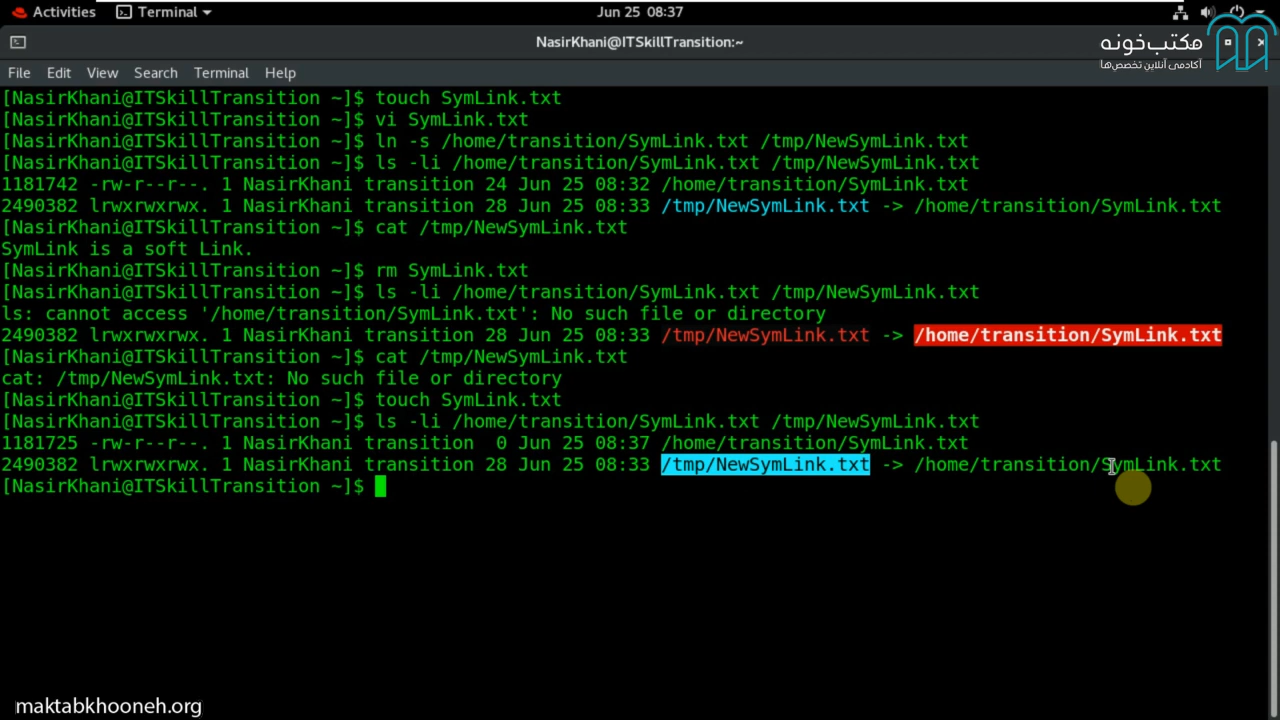 Activities Terminal Jun 25 08:37
NasirKhani@ITSkillTransition:~
مکتب‌خونه
آکادمی آنلاین تخصص‌ها
File Edit View Search Terminal Help
[NasirKhani@ITSkillTransition ~]$ touch SymLink.txt
[NasirKhani@ITSkillTransition ~]$ vi SymLink.txt
[NasirKhani@ITSkillTransition ~]$ ln -s /home/transition/SymLink.txt /tmp/NewSymLink.txt
[NasirKhani@ITSkillTransition ~]$ ls -li /home/transition/SymLink.txt /tmp/NewSymLink.txt
1181742 -rw-r--r--. 1 NasirKhani transition 24 Jun 25 08:32 /home/transition/SymLink.txt
2490382 lrwxrwxrwx. 1 NasirKhani transition 28 Jun 25 08:33 /tmp/NewSymLink.txt -> /home/transition/SymLink.txt
[NasirKhani@ITSkillTransition ~]$ cat /tmp/NewSymLink.txt
SymLink is a soft Link.
[NasirKhani@ITSkillTransition ~]$ rm SymLink.txt
[NasirKhani@ITSkillTransition ~]$ ls -li /home/transition/SymLink.txt /tmp/NewSymLink.txt
ls: cannot access '/home/transition/SymLink.txt': No such file or directory
2490382 lrwxrwxrwx. 1 NasirKhani transition 28 Jun 25 08:33 /tmp/NewSymLink.txt -> /home/transition/SymLink.txt
[NasirKhani@ITSkillTransition ~]$ cat /tmp/NewSymLink.txt
cat: /tmp/NewSymLink.txt: No such file or directory
[NasirKhani@ITSkillTransition ~]$ touch SymLink.txt
[NasirKhani@ITSkillTransition ~]$ ls -li /home/transition/SymLink.txt /tmp/NewSymLink.txt
1181725 -rw-r--r--. 1 NasirKhani transition  0 Jun 25 08:37 /home/transition/SymLink.txt
2490382 lrwxrwxrwx. 1 NasirKhani transition 28 Jun 25 08:33 /tmp/NewSymLink.txt -> /home/transition/SymLink.txt
[NasirKhani@ITSkillTransition ~]$
maktabkhooneh.org